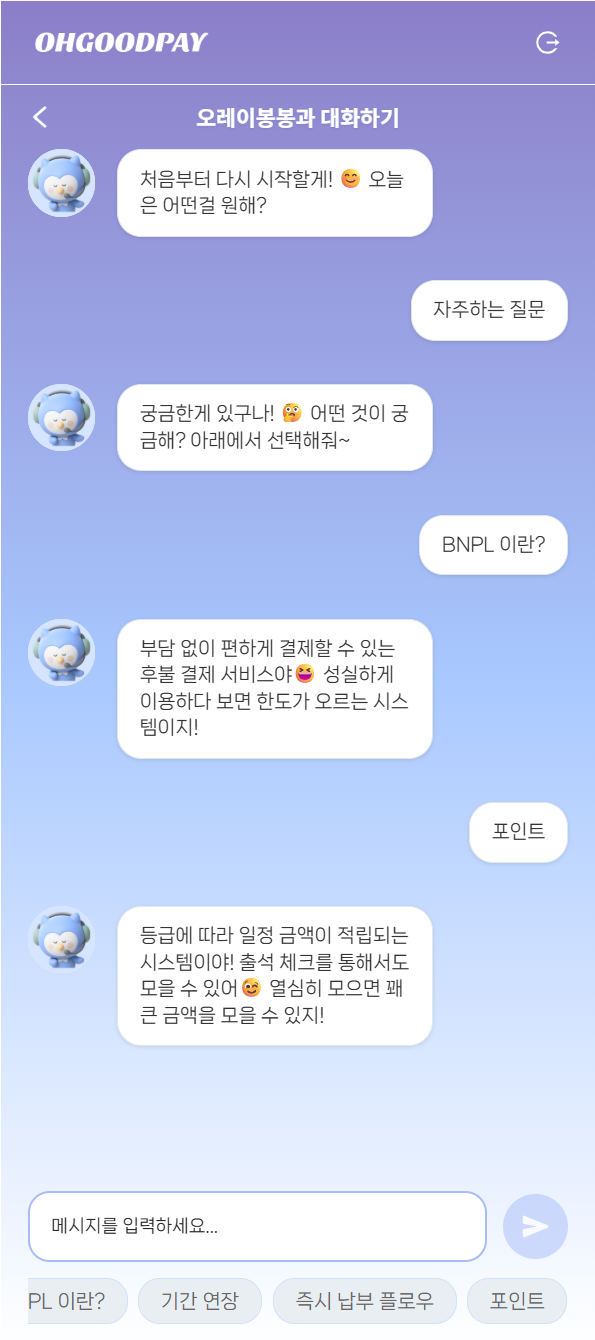 OHGOODPAY
오레이봉봉과 대화하기
처음부터 다시 시작할게! 😊 오늘
은 어떤걸 원해?
자주하는 질문
궁금한게 있구나! 🫣 어떤 것이 궁
금해? 아래에서 선택해줘~
BNPL 이란?
부담 없이 편하게 결제할 수 있는
후불 결제 서비스야😆 성실하게
이용하다 보면 한도가 오르는 시스
템이지!
포인트
등급에 따라 일정 금액이 적립되는
시스템이야! 출석 체크를 통해서도
모을 수 있어😊 열심히 모으면 꽤
큰 금액을 모을 수 있지!
메시지를 입력하세요...
PL 이란?
기간 연장
즉시 납부 플로우
포인트